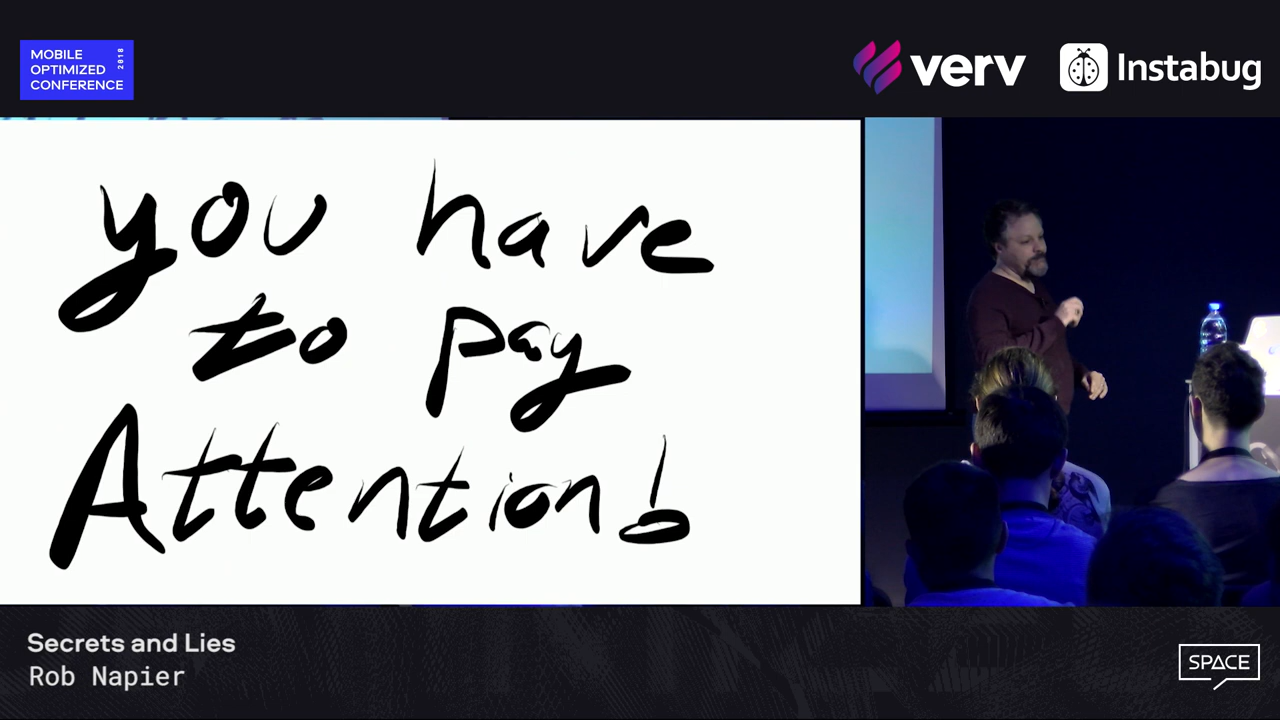 MOBILE
OPTIMIZED
CONFERENCE
2018
verv
Instabug
you have
to pay
Attention!
Secrets and Lies
Rob Napier
SPACE